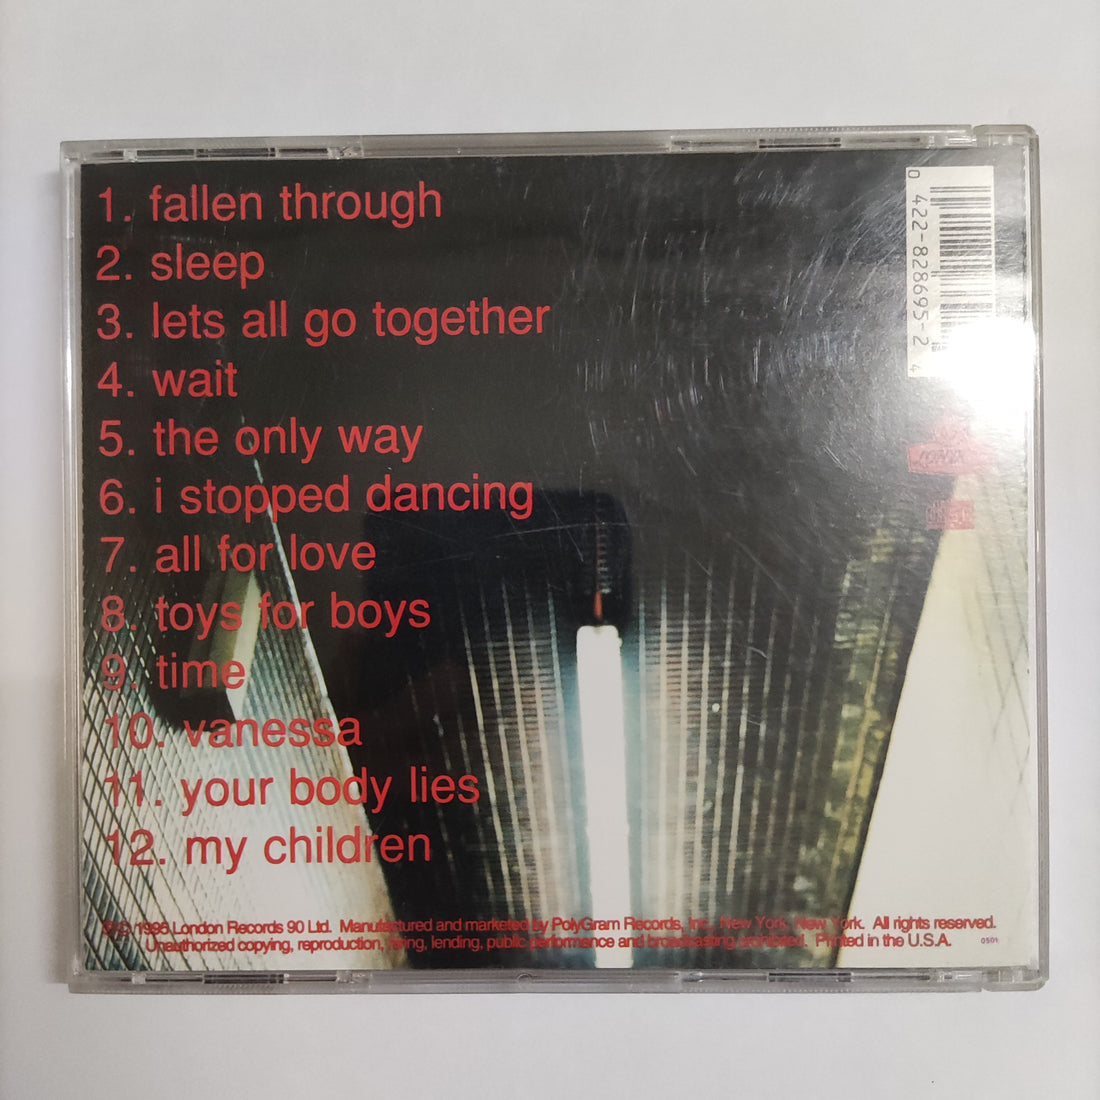 1. fallen through
2. sleep
3. lets all go together
4. wait
5. the only way
6. i stopped dancing
7. all for love
8. toys for boys
9. time
10. vanessa
11. your body lies
12. my children
0 422-828695-2 4
LONDON
℗© 1995 London Records 90 Ltd. Manufactured and marketed by PolyGram Records, Inc., New York, New York. All rights reserved.
Unauthorized copying, reproduction, hiring, lending, public performance and broadcasting prohibited. Printed in the U.S.A.
0501